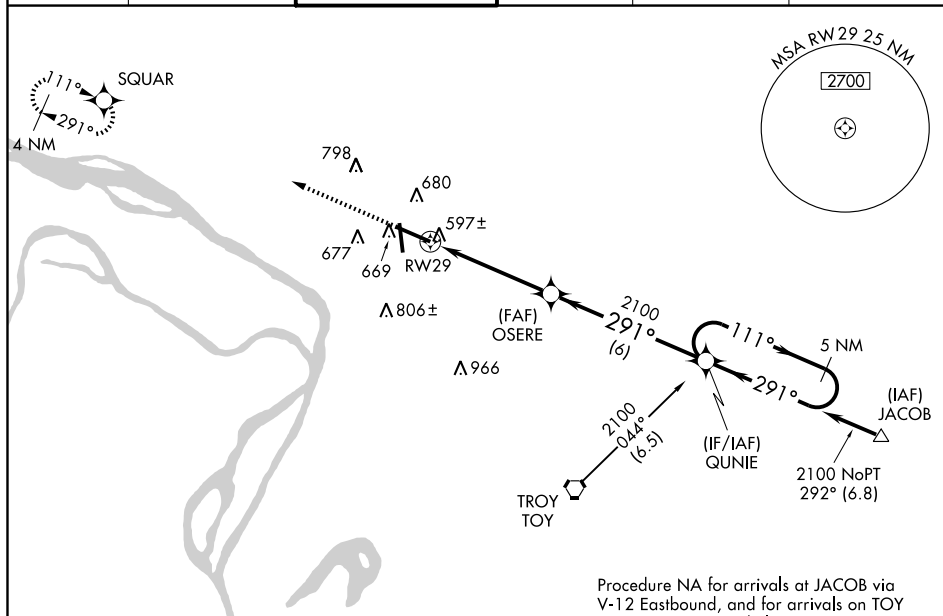 MSA RW29 25 NM
2700
SQUAR
111°
291°
4 NM
798
680
597±
677
669
RW29
806±
966
(FAF)
OSERE
2100
291°
(6)
111°
5 NM
291°
(IAF)
JACOB
(IF/IAF)
QUNIE
2100 NoPT
292° (6.8)
2100
044°
(6.5)
TROY
TOY
Procedure NA for arrivals at JACOB via
V-12 Eastbound, and for arrivals on TOY